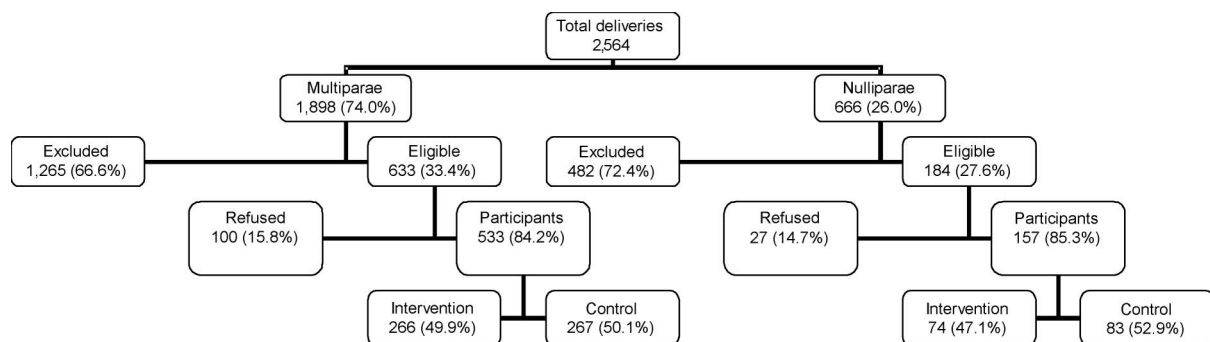 Total deliveries
2,564
Multiparae
1,898 (74.0%)
Nulliparae
666 (26.0%)
Excluded
1,265 (66.6%)
Eligible
633 (33.4%)
Excluded
482 (72.4%)
Eligible
184 (27.6%)
Refused
100 (15.8%)
Participants
533 (84.2%)
Refused
27 (14.7%)
Participants
157 (85.3%)
Intervention
266 (49.9%)
Control
267 (50.1%)
Intervention
74 (47.1%)
Control
83 (52.9%)